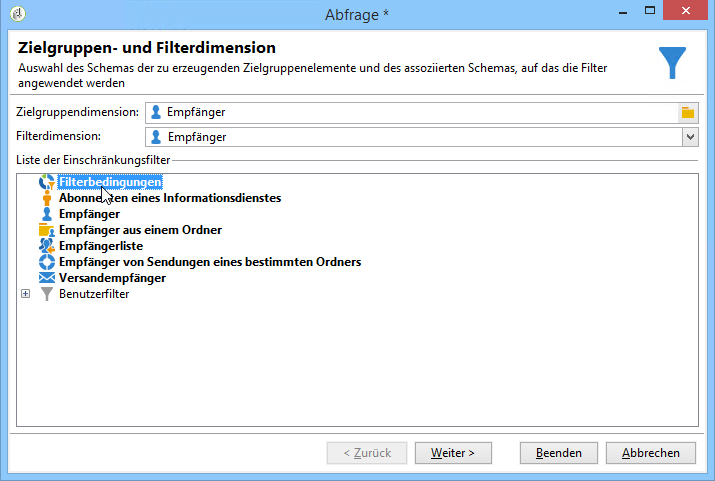 Abfrage *
Zielgruppen- und Filterdimension
Auswahl des Schemas der zu erzeugenden Zielgruppenelemente und des assoziierten Schemas, auf das die Filter
angewendet werden
Zielgruppendimension: Empfänger
Filterdimension: Empfänger
Liste der Einschränkungsfilter
Filterbedingungen
Abonnenten eines Informationsdienstes
Empfänger
Empfänger aus einem Ordner
Empfängerliste
Empfänger von Sendungen eines bestimmten Ordners
Versandempfänger
Benutzerfilter
< Zurück Weiter > Beenden Abbrechen